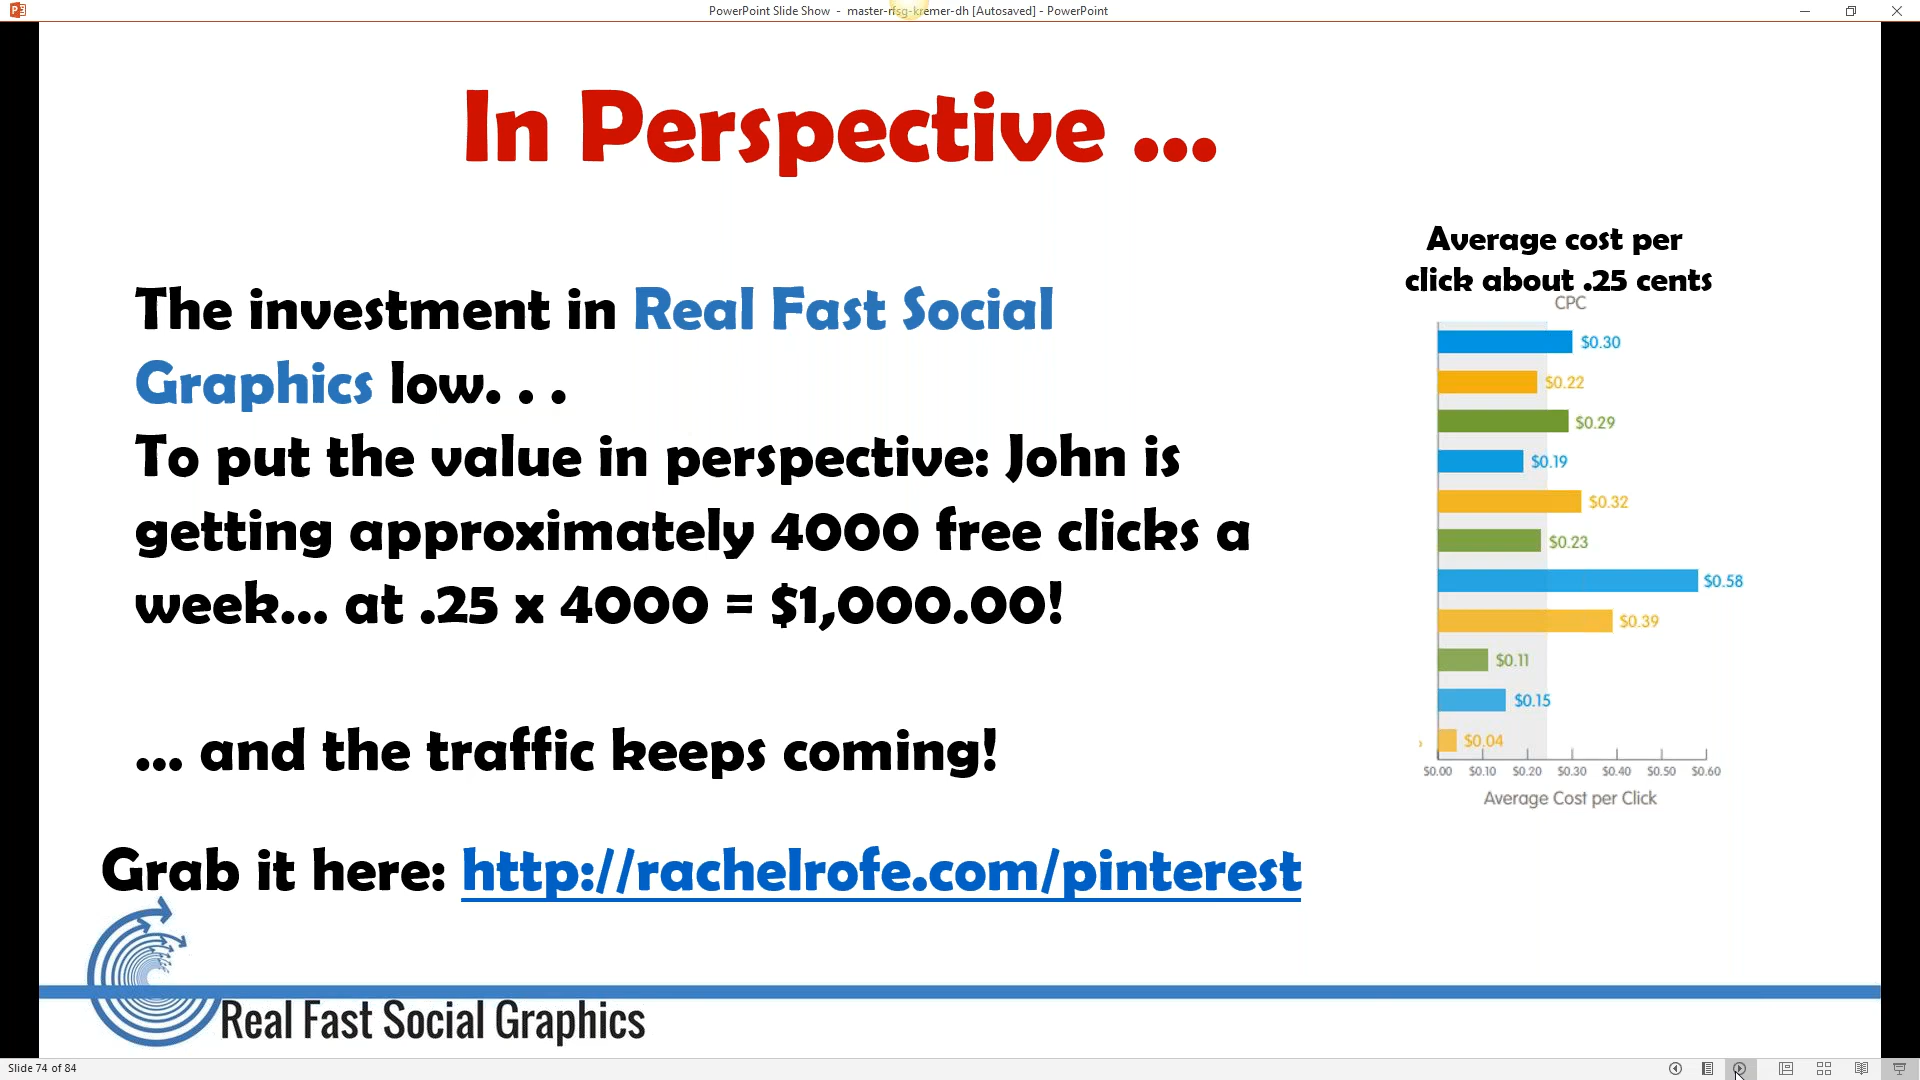 PowerPoint Slide Show - master-rfsg-kremer-dh [Autosaved] - PowerPoint
In Perspective ...
The investment in Real Fast Social
Graphics low. . .
To put the value in perspective: John is
getting approximately 4000 free clicks a
week... at .25 x 4000 = $1,000.00!
... and the traffic keeps coming!
Grab it here: http://rachelrofe.com/pinterest
Average cost per
click about .25 cents
CPC
$0.30
$0.22
$0.29
$0.19
$0.32
$0.23
$0.58
$0.39
$0.11
$0.15
$0.04
$0.00 $0.10 $0.20 $0.30 $0.40 $0.50 $0.60
Average Cost per Click
Real Fast Social Graphics
Slide 74 of 84